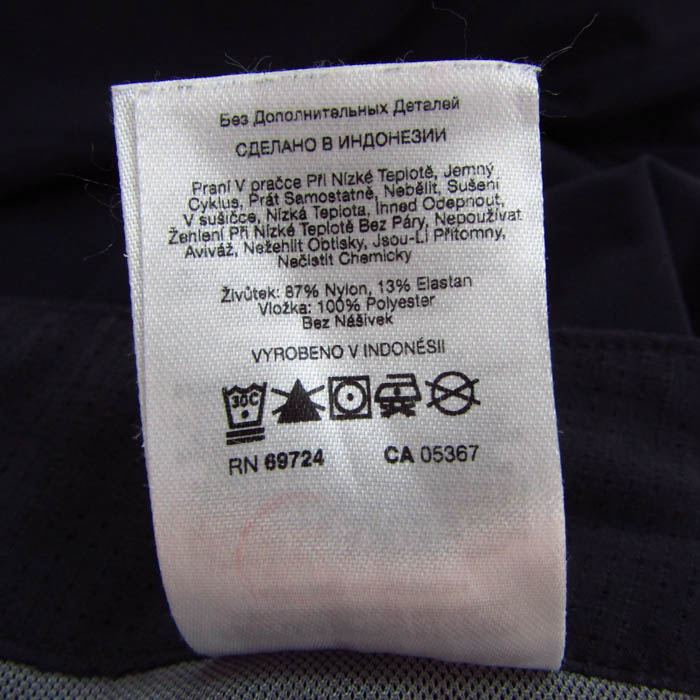 Без Дополнительных Деталей
СДЕЛАНО В ИНДОНЕЗИИ
Praní V pračce Při Nízké Teplotě, Jemný
Cyklus, Prát Samostatně, Nebělit, Sušení
V sušičce, Nízká Teplota, Ihned Odepnout,
Žehlení Při Nízké Teplotě Bez Páry, Nepoužívat
Aviváž, Nežehlit Obtisky, Jsou-Li Přítomny,
Nečistit Chemicky
Živůtek: 87% Nylon, 13% Elastan
Vložka: 100% Polyester
Bez Nášivek
VYROBENO V INDONÉSII
30C
RN 69724 CA 05367